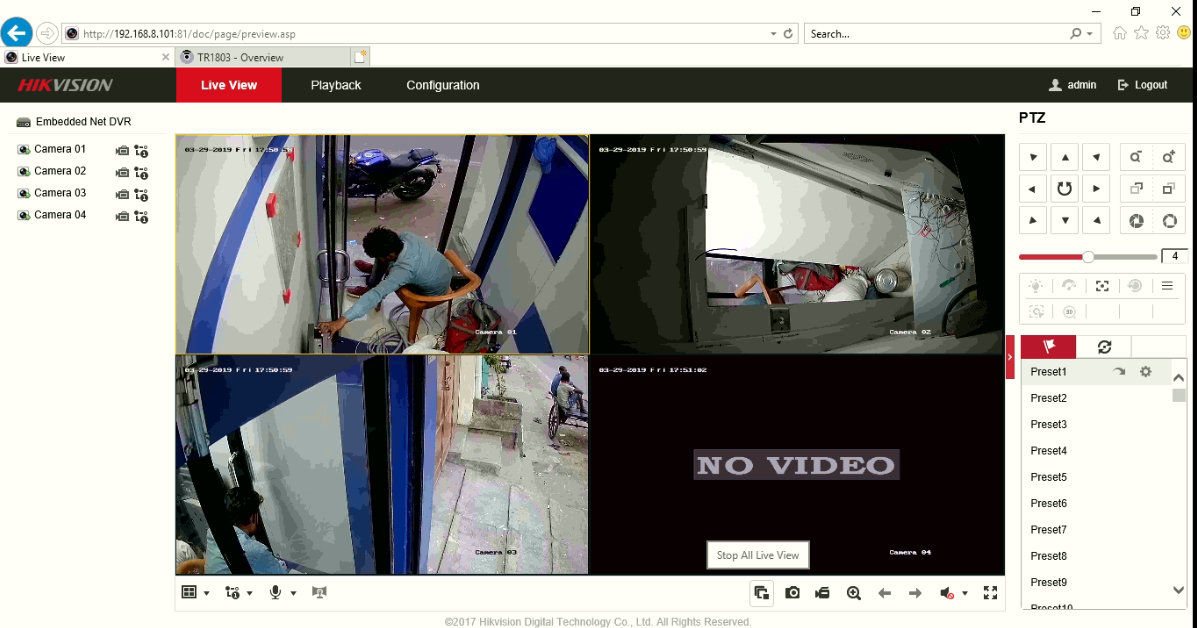 http://192.168.8.101:81/doc/page/preview.asp
Search...
Live View
TR1803 - Overview
HIKVISION
Live View
Playback
Configuration
admin
Logout
Embedded Net DVR
Camera 01
Camera 02
Camera 03
Camera 04
03-29-2019 Fri 17:50:5
Camera 01
03-29-2019 Fri 17:50:59
Camera 02
03-29-2019 Fri 17:50:59
Camera 03
03-29-2019 Fri 17:51:02
NO VIDEO
Camera 04
Stop All Live View
PTZ
4
3D
Preset1
Preset2
Preset3
Preset4
Preset5
Preset6
Preset7
Preset8
Preset9
Preset10
©2017 Hikvision Digital Technology Co., Ltd. All Rights Reserved.